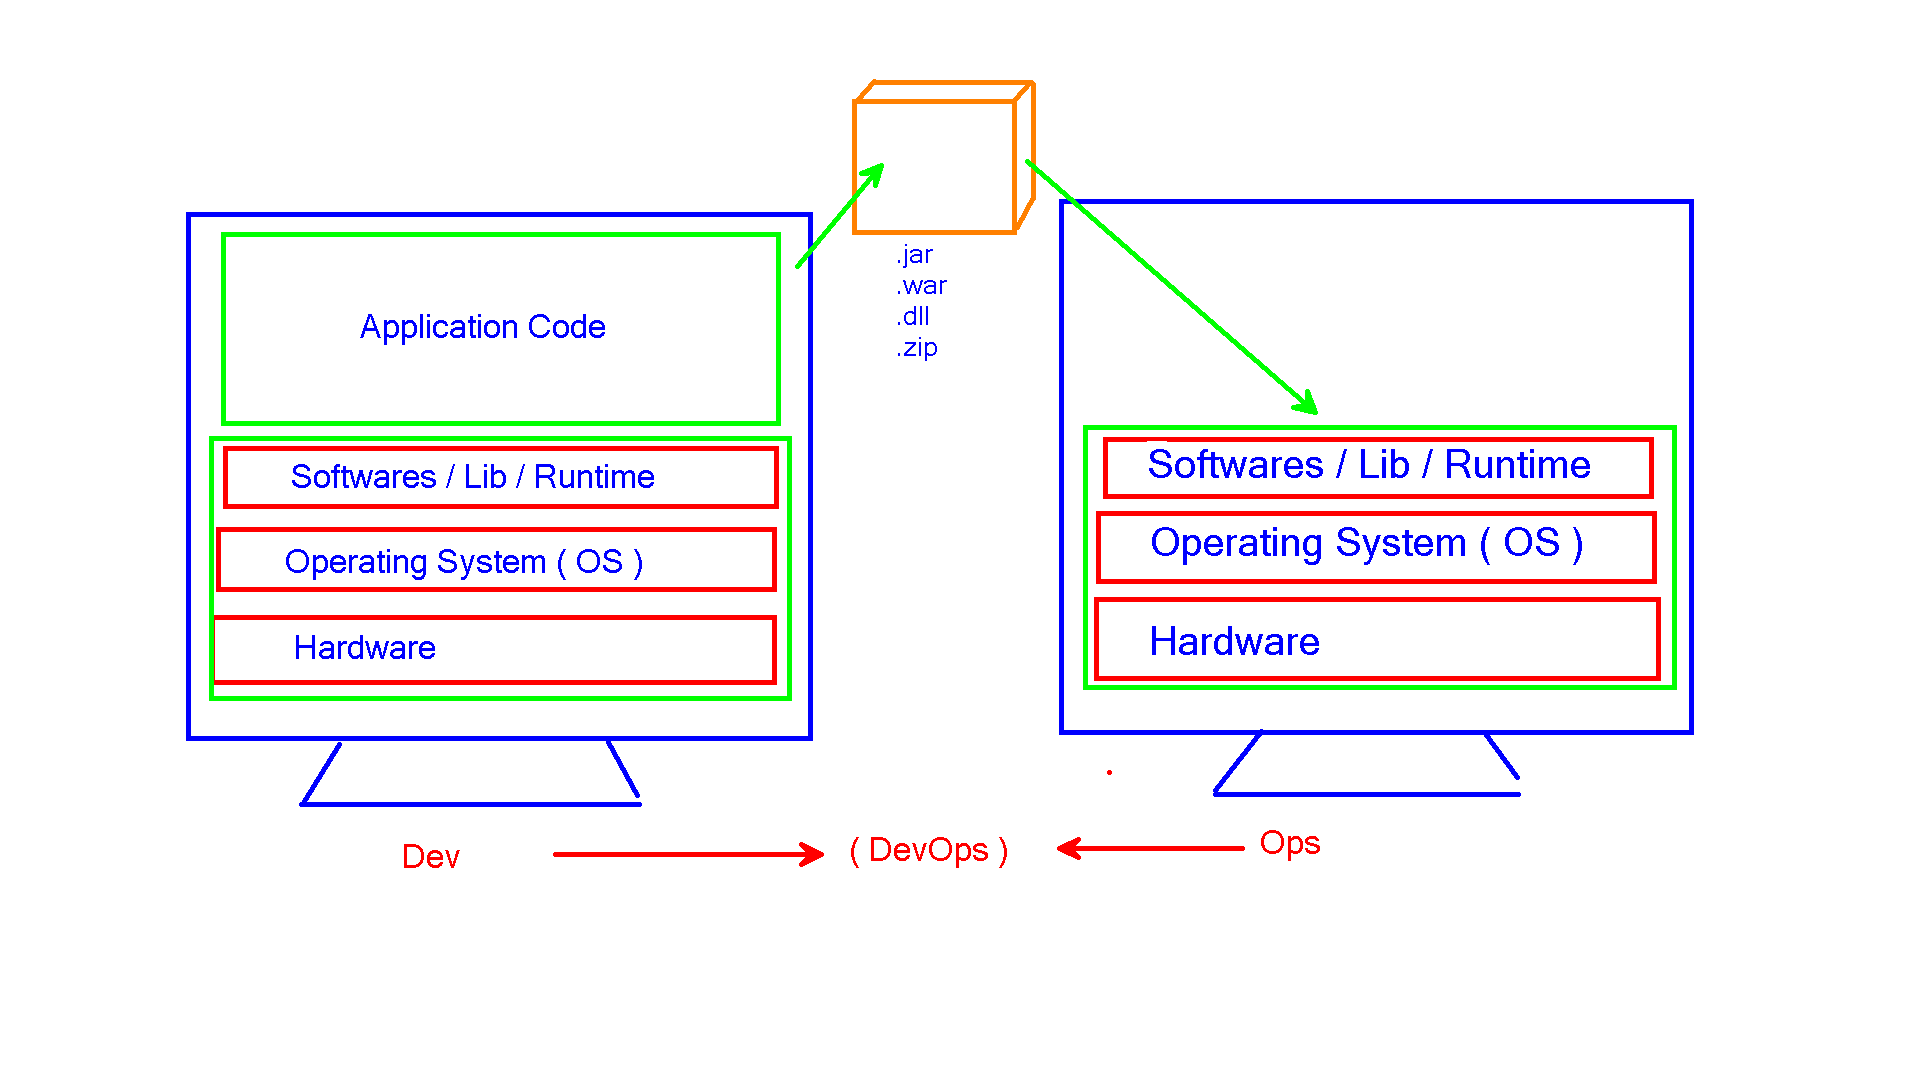 .jar
.war
.dll
.zip
Application Code
Softwares / Lib / Runtime
Operating System ( OS )
Hardware
Softwares / Lib / Runtime
Operating System ( OS )
Hardware
Dev
( DevOps )
Ops